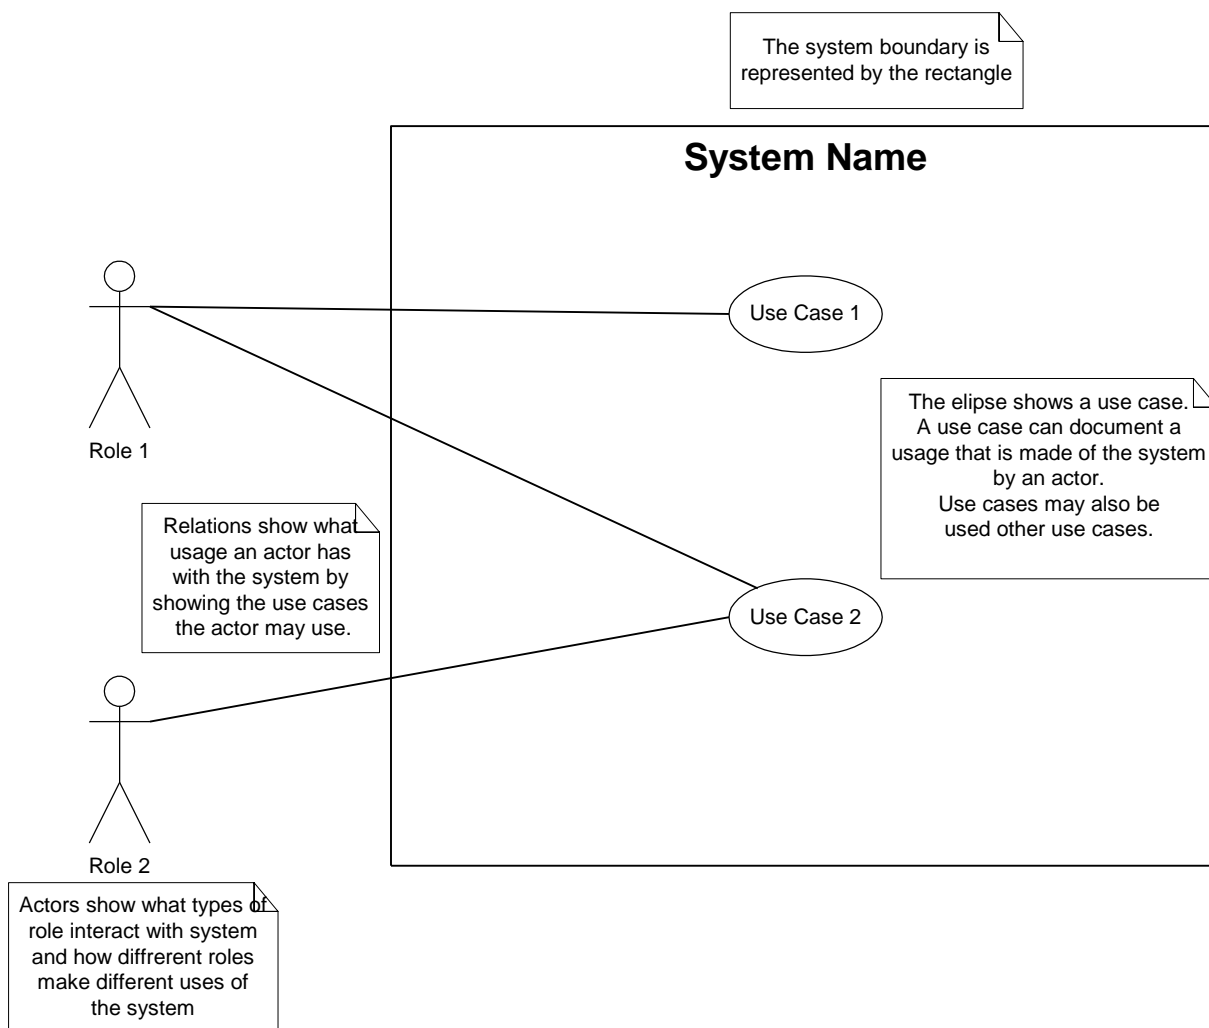 The system boundary is
represented by the rectangle
System Name
Use Case 1
Role 1
The elipse shows a use case.
A use case can document a
usage that is made of the system
by an actor.
Use cases may also be
used other use cases.
Relations show what
usage an actor has
with the system by
showing the use cases
the actor may use.
Use Case 2
Role 2
Actors show what types of
role interact with system
and how diffrerent roles
make different uses of
the system